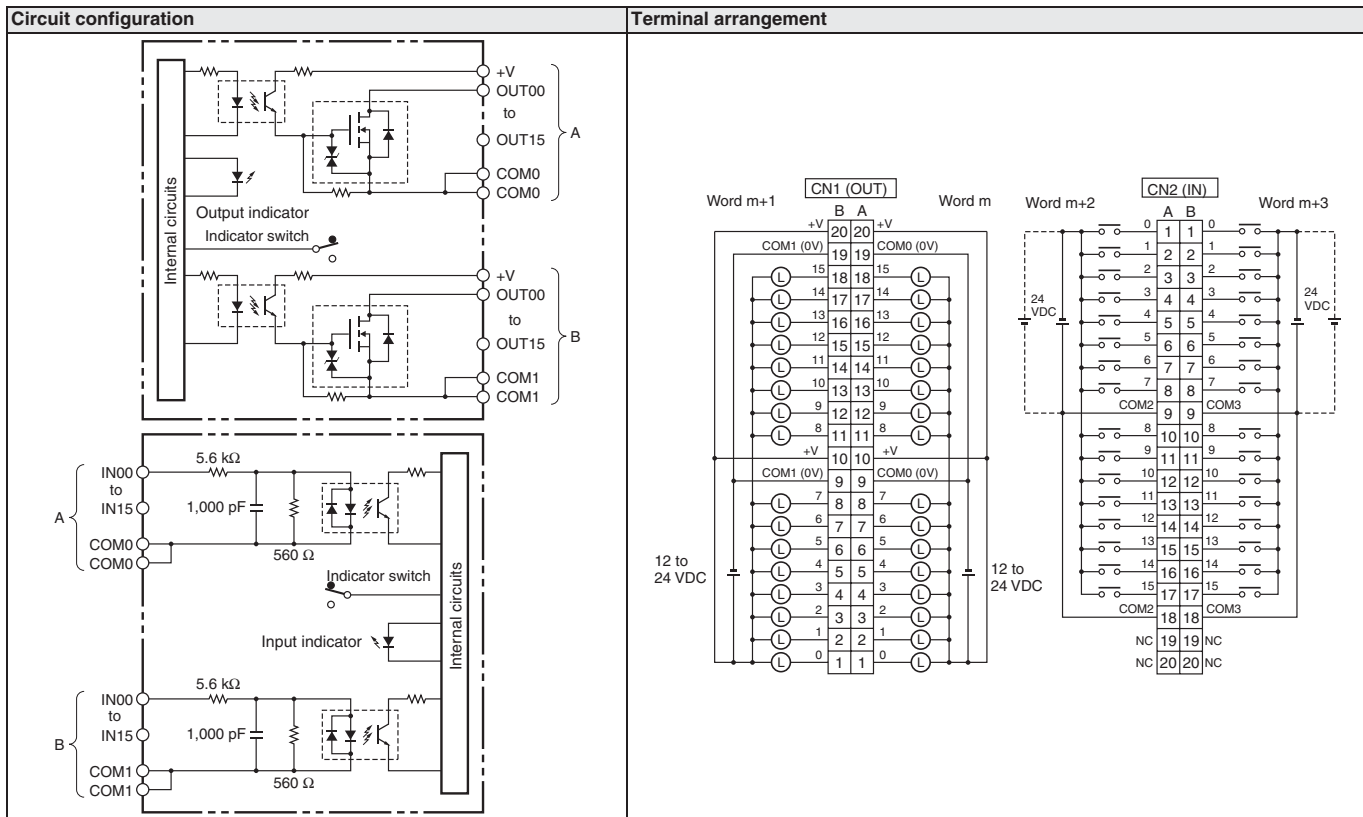 Circuit configuration
Terminal arrangement
Internal circuits
+V
OUT00
to
OUT15
COM0
COM0
A
Output indicator
Indicator switch
+V
OUT00
to
OUT15
COM1
COM1
B
A
IN00
to
IN15
COM0
COM0
5.6 kΩ
1,000 pF
560 Ω
Indicator switch
Input indicator
Internal circuits
B
IN00
to
IN15
COM1
COM1
5.6 kΩ
1,000 pF
560 Ω
CN1 (OUT)
Word m+1
Word m
B A
+V 20 20 +V
COM1 (0V) 19 19 COM0 (0V)
L 15 18 18 15 L
L 14 17 17 14 L
L 13 16 16 13 L
L 12 15 15 12 L
L 11 14 14 11 L
L 10 13 13 10 L
L 9 12 12 9 L
L 8 11 11 8 L
+V 10 10 +V
COM1 (0V) 9 9 COM0 (0V)
L 7 8 8 7 L
L 6 7 7 6 L
L 5 6 6 5 L
L 4 5 5 4 L
L 3 4 4 3 L
L 2 3 3 2 L
L 1 2 2 1 L
L 0 1 1 0 L
12 to
24 VDC
12 to
24 VDC
CN2 (IN)
Word m+2
Word m+3
A B
0 1 1 0
1 2 2 1
2 3 3 2
3 4 4 3
4 5 5 4
5 6 6 5
6 7 7 6
7 8 8 7
COM2 9 9 COM3
8 10 10 8
9 11 11 9
10 12 12 10
11 13 13 11
12 14 14 12
13 15 15 13
14 16 16 14
15 17 17 15
COM2 18 18 COM3
NC 19 19 NC
NC 20 20 NC
24
VDC
24
VDC